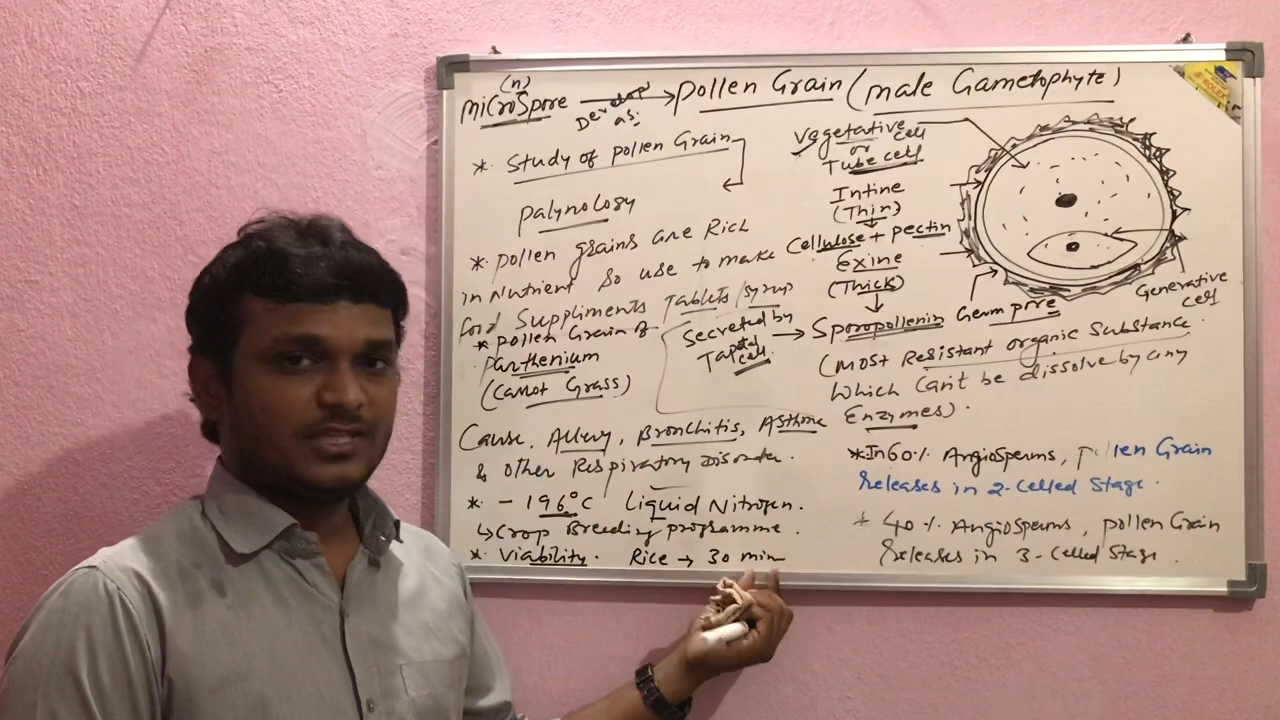 (n)
Microspore Develops as: → Pollen Grain (male Gametophyte)
* Study of pollen Grain
Palynology
* pollen grains are Rich
in Nutrient so use to make
food Suppliments Tablets/syrup
* pollen Grain of
Parthenium
(Carrot Grass)
Cause, Allergy, Bronchitis, Asthma
& other Respiratory Disorder.
* - 196°C Liquid Nitrogen.
↳ Crop Breeding programme.
* Viability. Rice → 30 min
Vegetative cell
or
Tube cell
Intine
(Thin)
Cellulose + pectin
Exine
(Thick)
Secreted by
Tapetal
cell.
→ Sporopollenin
Germpore
Generative
cell
(most Resistant organic Substance
Which Can't be dissolve by any
Enzymes).
* In 60% Angiosperms, pollen Grain
Releases in 2-Celled Stage.
* 40% Angiosperms, pollen Grain
Releases in 3-Celled Stage.
ROLEX